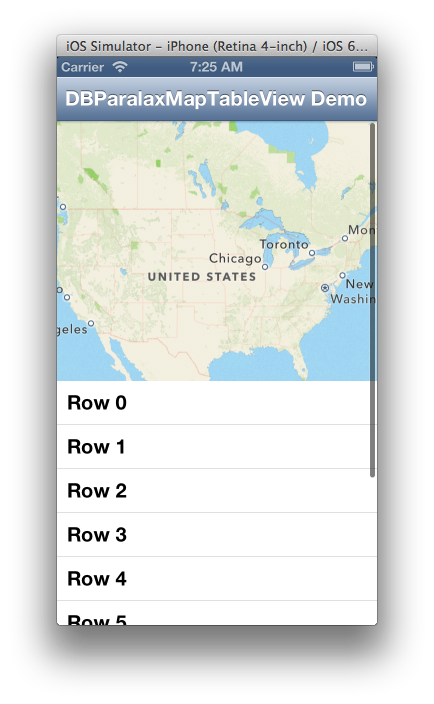 iOS Simulator - iPhone (Retina 4-inch) / iOS 6...
Carrier 7:25 AM
DBParalaxMapTableView Demo
Mon
Toronto
Chicago
UNITED STATES
New
Washin
geles
Row 0
Row 1
Row 2
Row 3
Row 4
Row 5